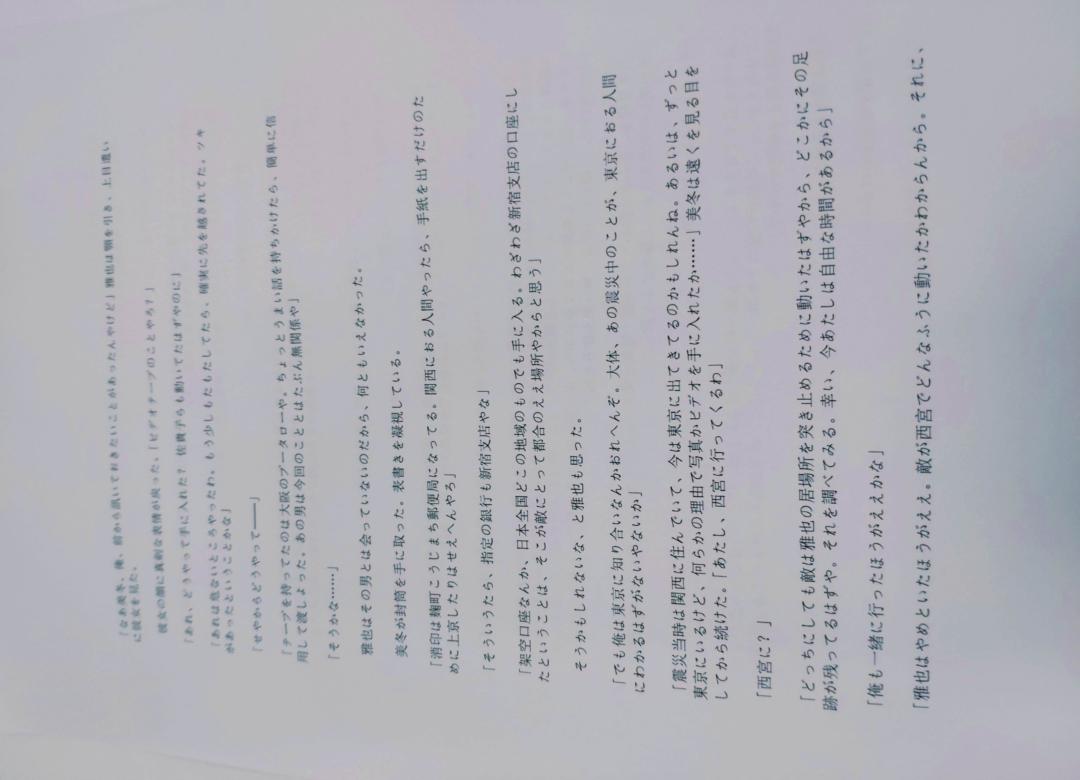 「なあ美冬、俺、前から訊いておきたいことがあったんやけど」雅也は顎を引き、上目遣い
に彼女を見た。
彼女の顔に真剣な表情が戻った。「ビデオテープのことやろ？」
「あれ、どうやって手に入れた？ 佐貴子らも動いてたはずやのに」
「あれは危ないところやったわ。もう少しもたもたしてたら、確実に先を越されてた。ツキ
があったということかな」
「せやからどうやって――」
「テープを持ってたのは大阪のプータローや。ちょっとうまい話を持ちかけたら、簡単に信
用して渡しよった。あの男は今回のこととはたぶん無関係や」
「そうかな……」
雅也はその男とは会っていないのだから、何ともいえなかった。
美冬が封筒を手に取った。表書きを凝視している。
「消印は麹町こうじまち郵便局になってる。関西におる人間やったら、手紙を出すだけのた
めに上京したりはせえへんやろ」
「そういうたら、指定の銀行も新宿支店やな」
「架空口座なんか、日本全国どこの地域のものでも手に入る。わざわざ新宿支店の口座にし
たということは、そこが敵にとって都合のええ場所やからと思う」
そうかもしれないな、と雅也も思った。
「でも俺は東京に知り合いなんかおれへんぞ。大体、あの震災中のことが、東京におる人間
にわかるはずがないやないか」
「震災当時は関西に住んでいて、今は東京に出てきてるのかもしれんね。あるいは、ずっと
東京にいるけど、何らかの理由で写真かビデオを手に入れたか……」美冬は遠くを見る目を
してから続けた。「あたし、西宮に行ってくるわ」
「西宮に？」
「どっちにしても敵は雅也の居場所を突き止めるために動いたはずやから、どこかにその足
跡が残ってるはずや。それを調べてみる。幸い、今あたしは自由な時間があるから」
「俺も一緒に行ったほうがええかな」
「雅也はやめといたほうがええ。敵が西宮でどんなふうに動いたかわからんから。それに、